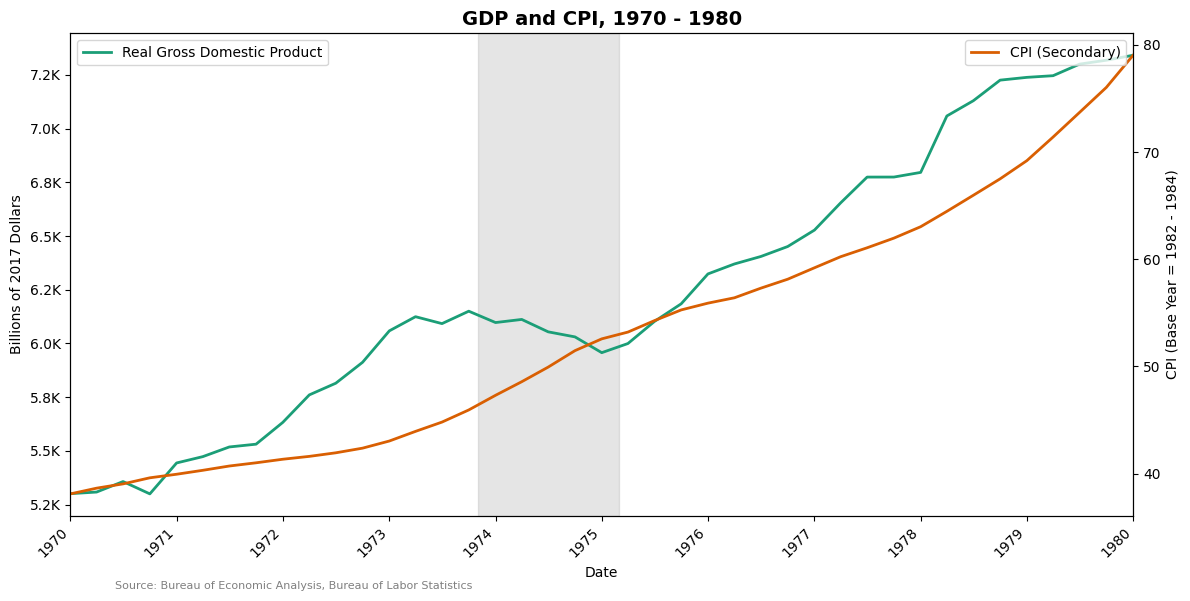 GDP and CPI, 1970 - 1980
Real Gross Domestic Product
CPI (Secondary)
Billions of 2017 Dollars
7.2K
7.0K
6.8K
6.5K
6.2K
6.0K
5.8K
5.5K
5.2K
80
70
60
50
40
CPI (Base Year = 1982 - 1984)
1970
1971
1972
1973
1974
1975
1976
1977
1978
1979
1980
Date
Source: Bureau of Economic Analysis, Bureau of Labor Statistics